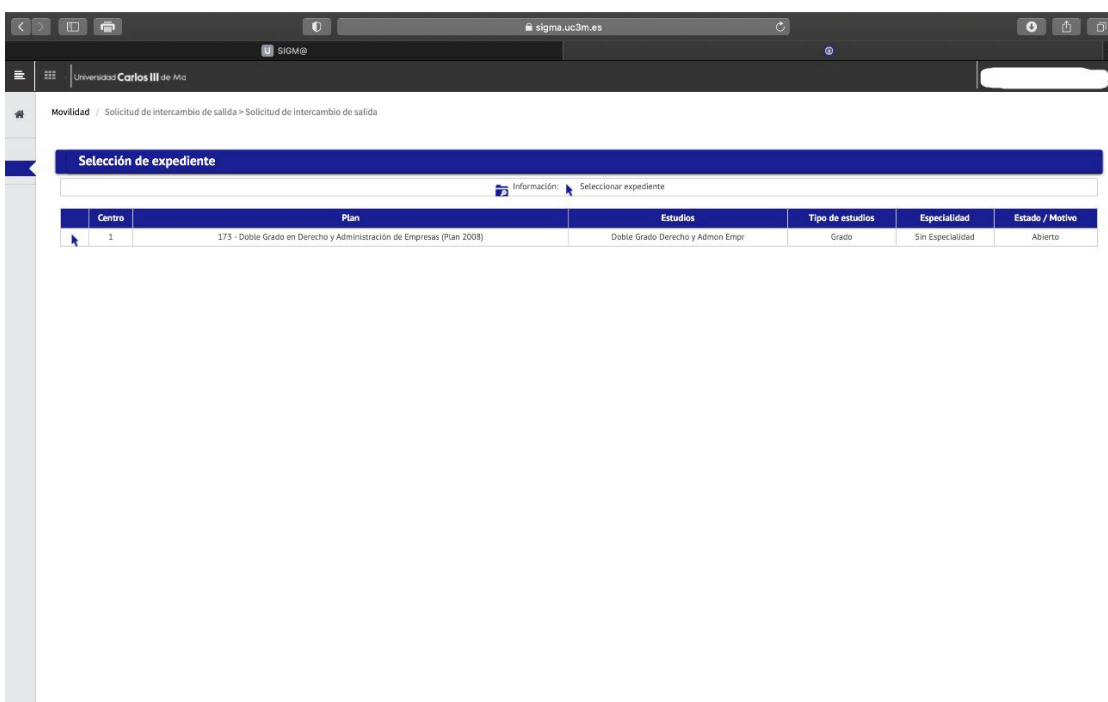 sigma.uc3m.es
U SIGM@
Universidad Carlos III de Ma
Movilidad / Solicitud de intercambio de salida > Solicitud de intercambio de salida
Selección de expediente
Información: Seleccionar expediente
Centro Plan Estudios Tipo de estudios Especialidad Estado / Motivo
1 173 - Doble Grado en Derecho y Administración de Empresas (Plan 2008) Doble Grado Derecho y Admon Empr Grado Sin Especialidad Abierto